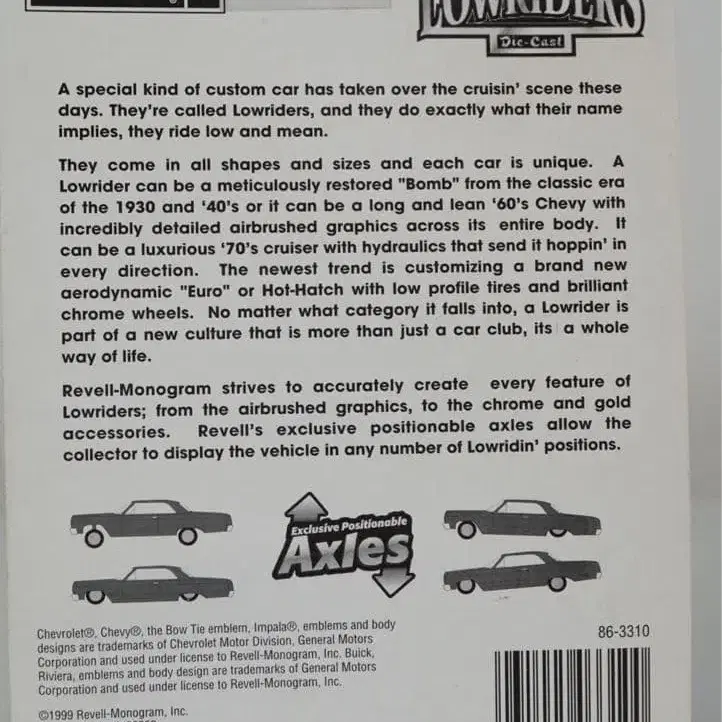 LOWRIDERS
Die-Cast
A special kind of custom car has taken over the cruisin' scene these
days. They're called Lowriders, and they do exactly what their name
implies, they ride low and mean.
They come in all shapes and sizes and each car is unique. A
Lowrider can be a meticulously restored "Bomb" from the classic era
of the 1930 and '40's or it can be a long and lean '60's Chevy with
incredibly detailed airbrushed graphics across its entire body. It
can be a luxurious '70's cruiser with hydraulics that send it hoppin' in
every direction. The newest trend is customizing a brand new
aerodynamic "Euro" or Hot-Hatch with low profile tires and brilliant
chrome wheels. No matter what category it falls into, a Lowrider is
part of a new culture that is more than just a car club, its a whole
way of life.
Revell-Monogram strives to accurately create every feature of
Lowriders; from the airbrushed graphics, to the chrome and gold
accessories. Revell's exclusive positionable axles allow the
collector to display the vehicle in any number of Lowridin' positions.
Exclusive Positionable
Axles
Chevrolet®, Chevy®, the Bow Tie emblem, Impala®, emblems and body
designs are trademarks of Chevrolet Motor Division, General Motors
Corporation and used under license to Revell-Monogram, Inc. Buick,
Riviera, emblems and body design are trademarks of General Motors
Corporation and used under license to Revell-Monogram, Inc.
86-3310
©1999 Revell-Monogram, Inc.